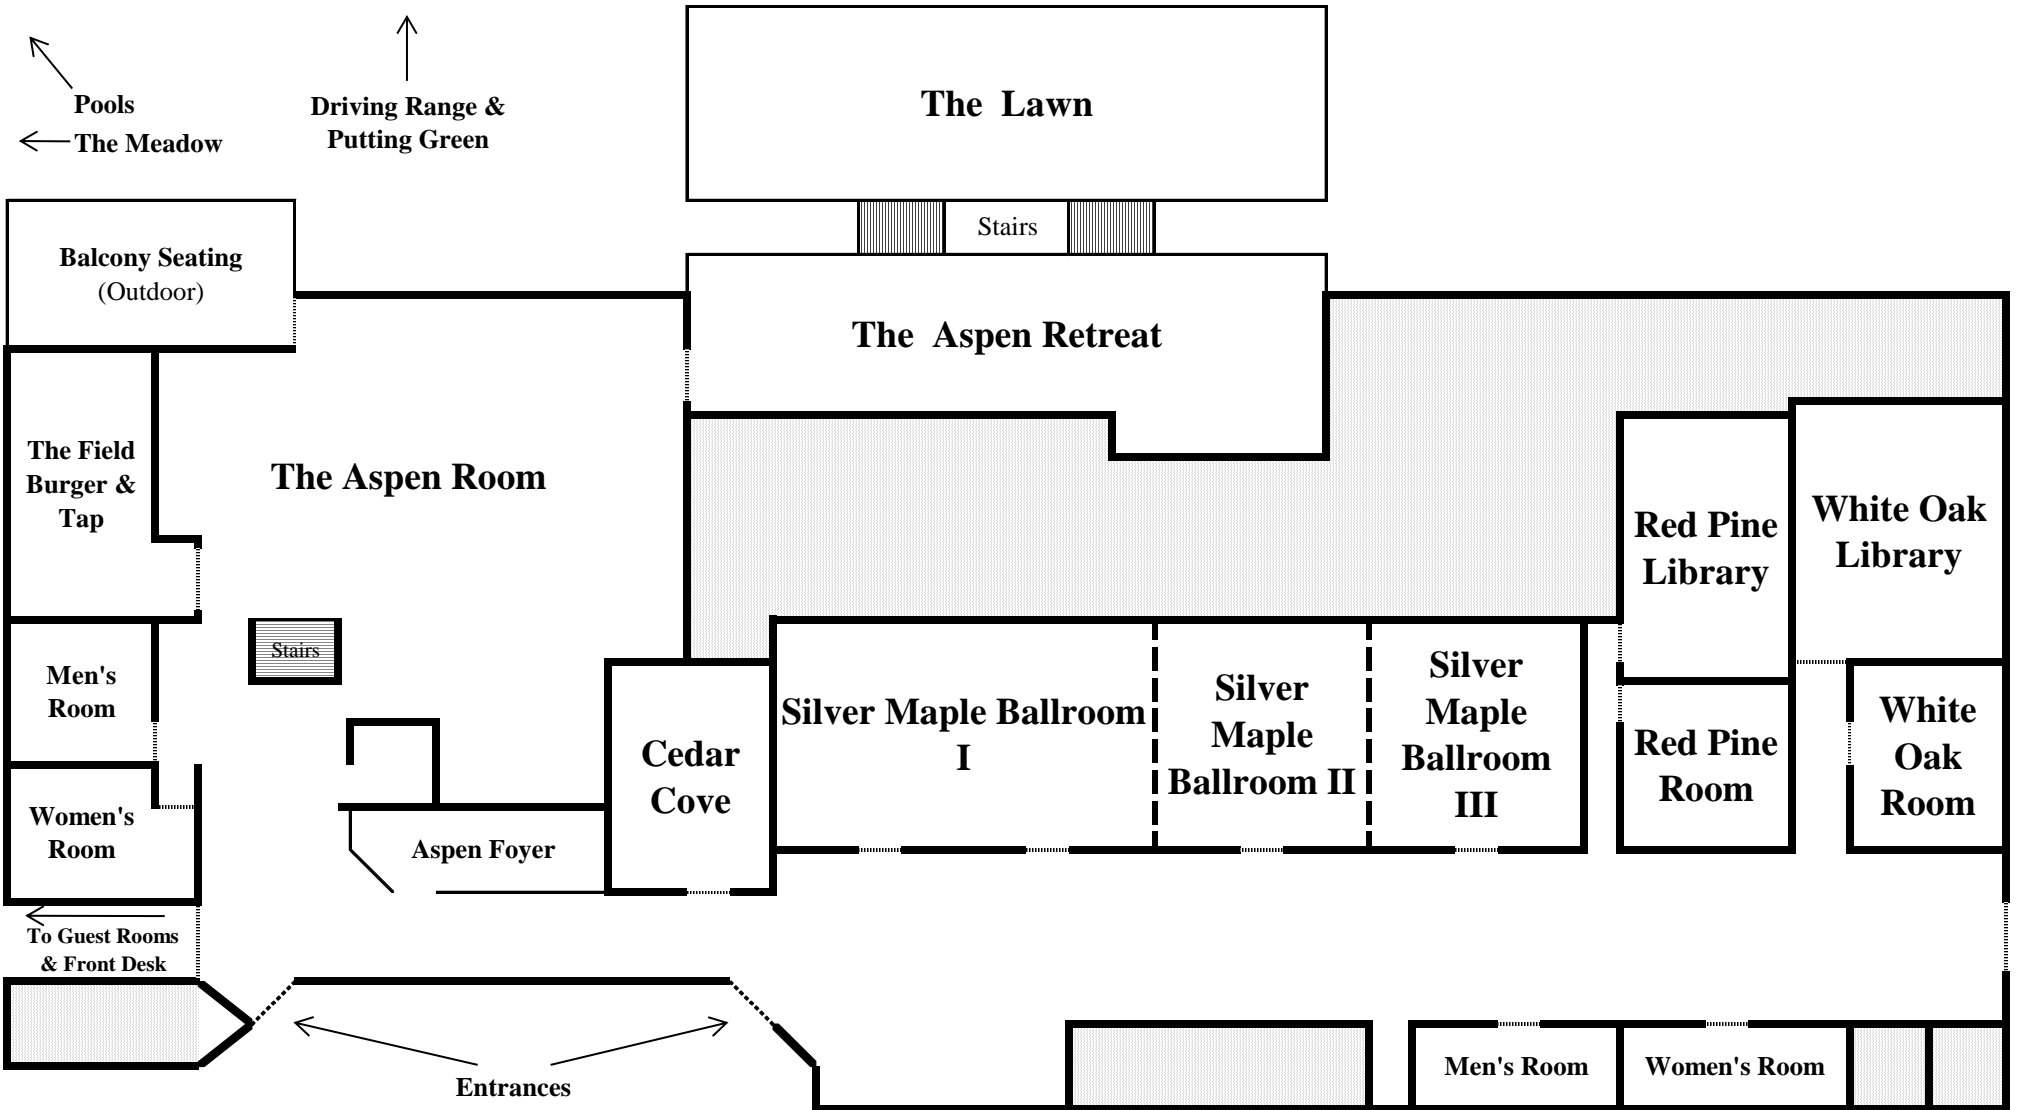 Pools
The Meadow
Driving Range &
Putting Green
The Lawn
Stairs
Balcony Seating
(Outdoor)
The Aspen Retreat
The Field
Burger &
Tap
The Aspen Room
Red Pine
Library
White Oak
Library
Stairs
Men's
Room
Cedar
Cove
Silver Maple Ballroom
I
Silver
Maple
Ballroom II
Silver
Maple
Ballroom
III
Red Pine
Room
White
Oak
Room
Women's
Room
Aspen Foyer
To Guest Rooms
& Front Desk
Entrances
Men's Room
Women's Room